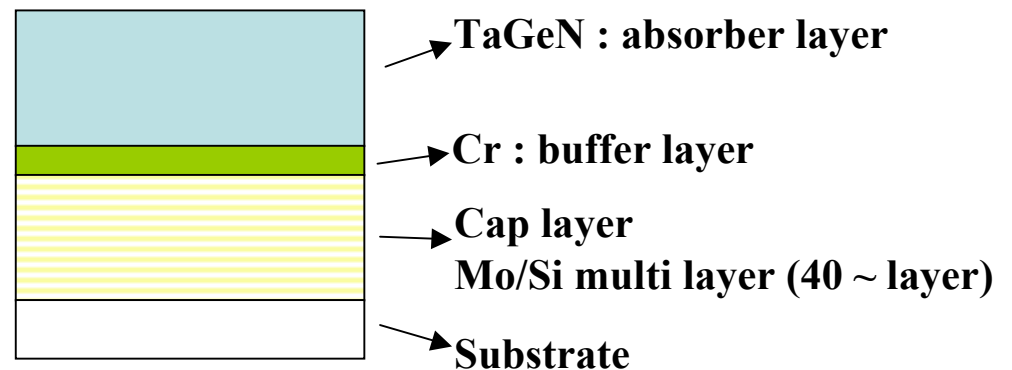 TaGeN : absorber layer
Cr : buffer layer
Cap layer
Mo/Si multi layer (40 ~ layer)
Substrate